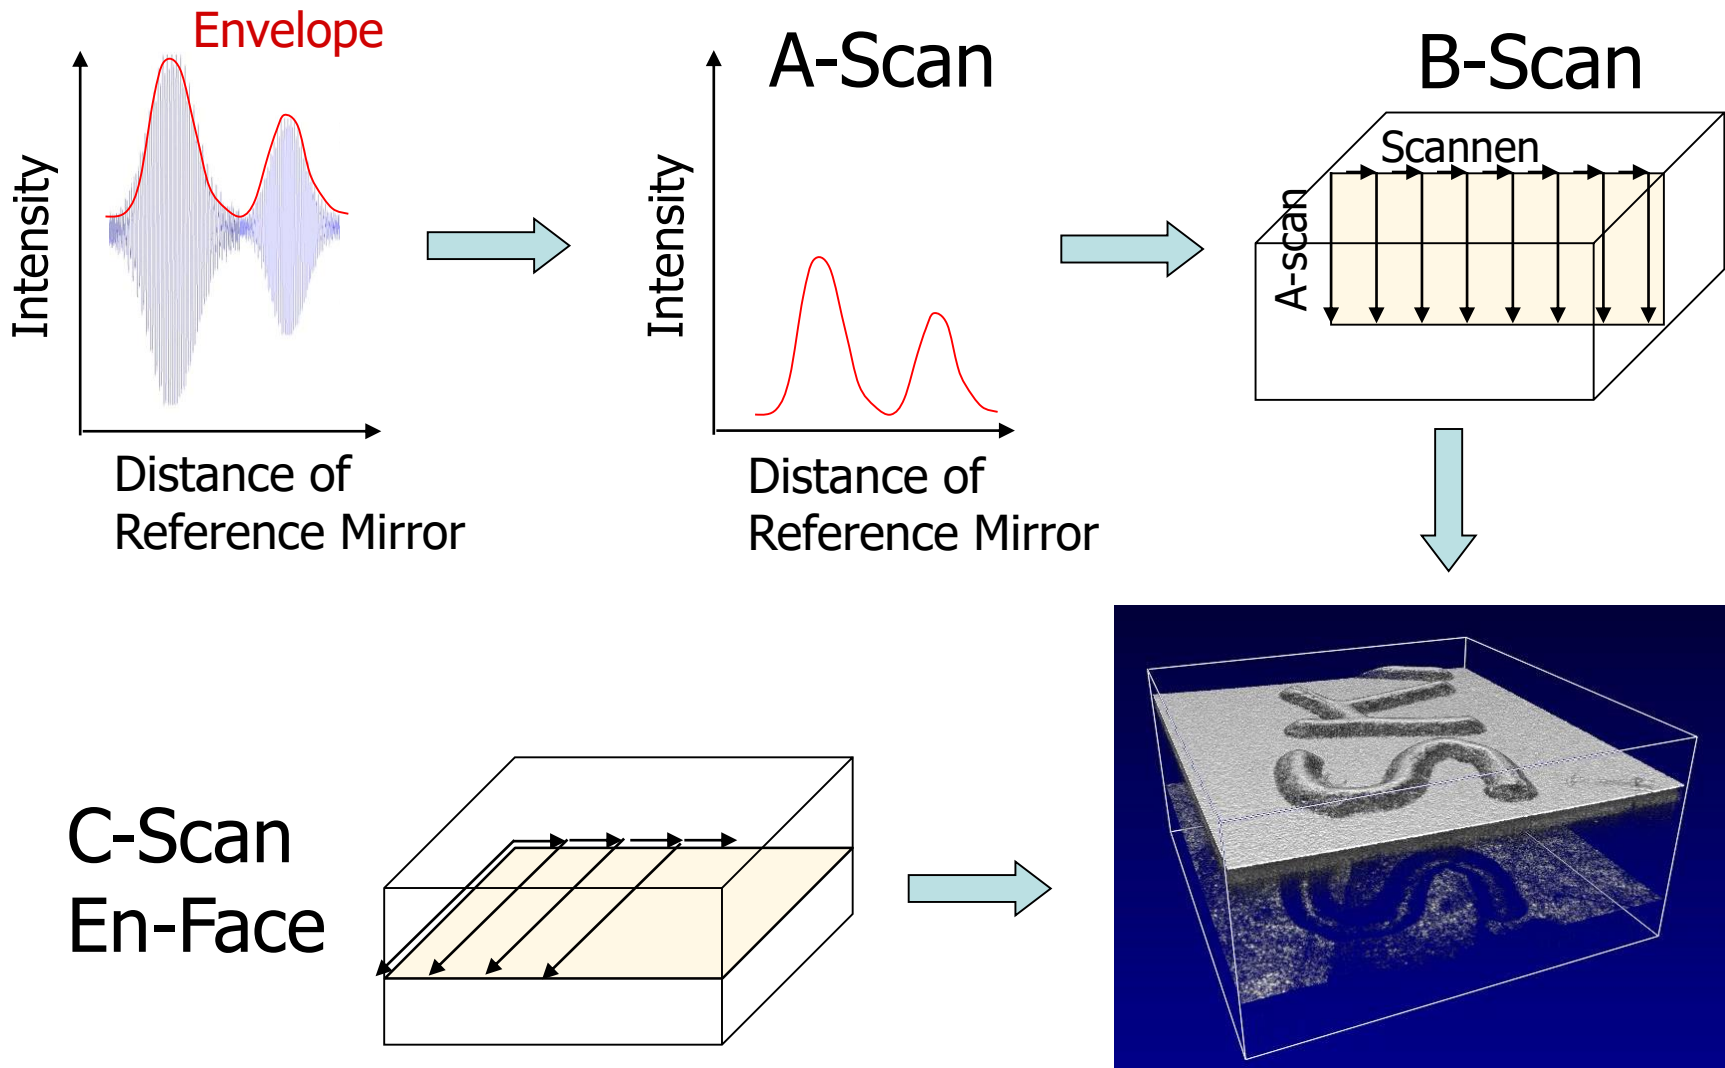 Envelope
Intensity
Distance of
Reference Mirror
A-Scan
Intensity
Distance of
Reference Mirror
B-Scan
Scannen
A-scan
C-Scan
En-Face